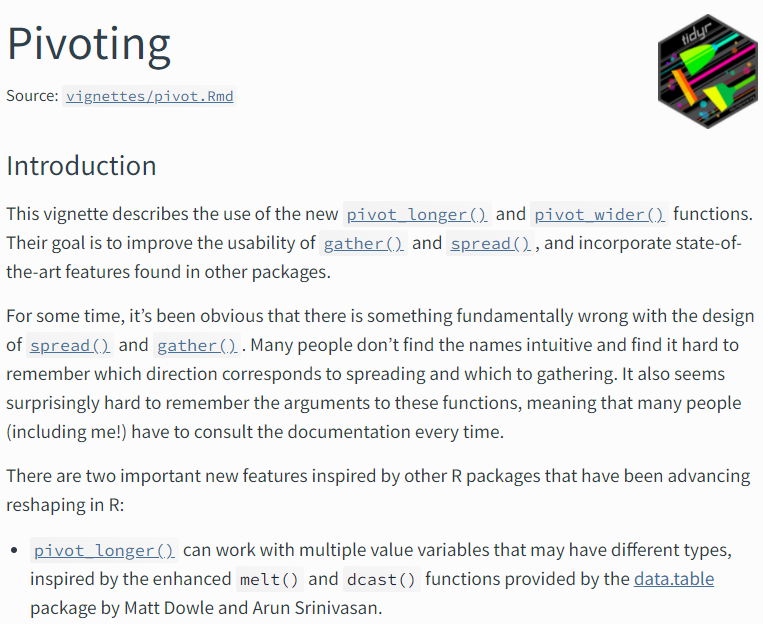 Pivoting
tidyr
Source: vignettes/pivot.Rmd
Introduction
This vignette describes the use of the new pivot_longer() and pivot_wider() functions.
Their goal is to improve the usability of gather() and spread(), and incorporate state-of-
the-art features found in other packages.
For some time, it’s been obvious that there is something fundamentally wrong with the design
of spread() and gather(). Many people don’t find the names intuitive and find it hard to
remember which direction corresponds to spreading and which to gathering. It also seems
surprisingly hard to remember the arguments to these functions, meaning that many people
(including me!) have to consult the documentation every time.
There are two important new features inspired by other R packages that have been advancing
reshaping in R:
• pivot_longer() can work with multiple value variables that may have different types,
inspired by the enhanced melt() and dcast() functions provided by the data.table
package by Matt Dowle and Arun Srinivasan.